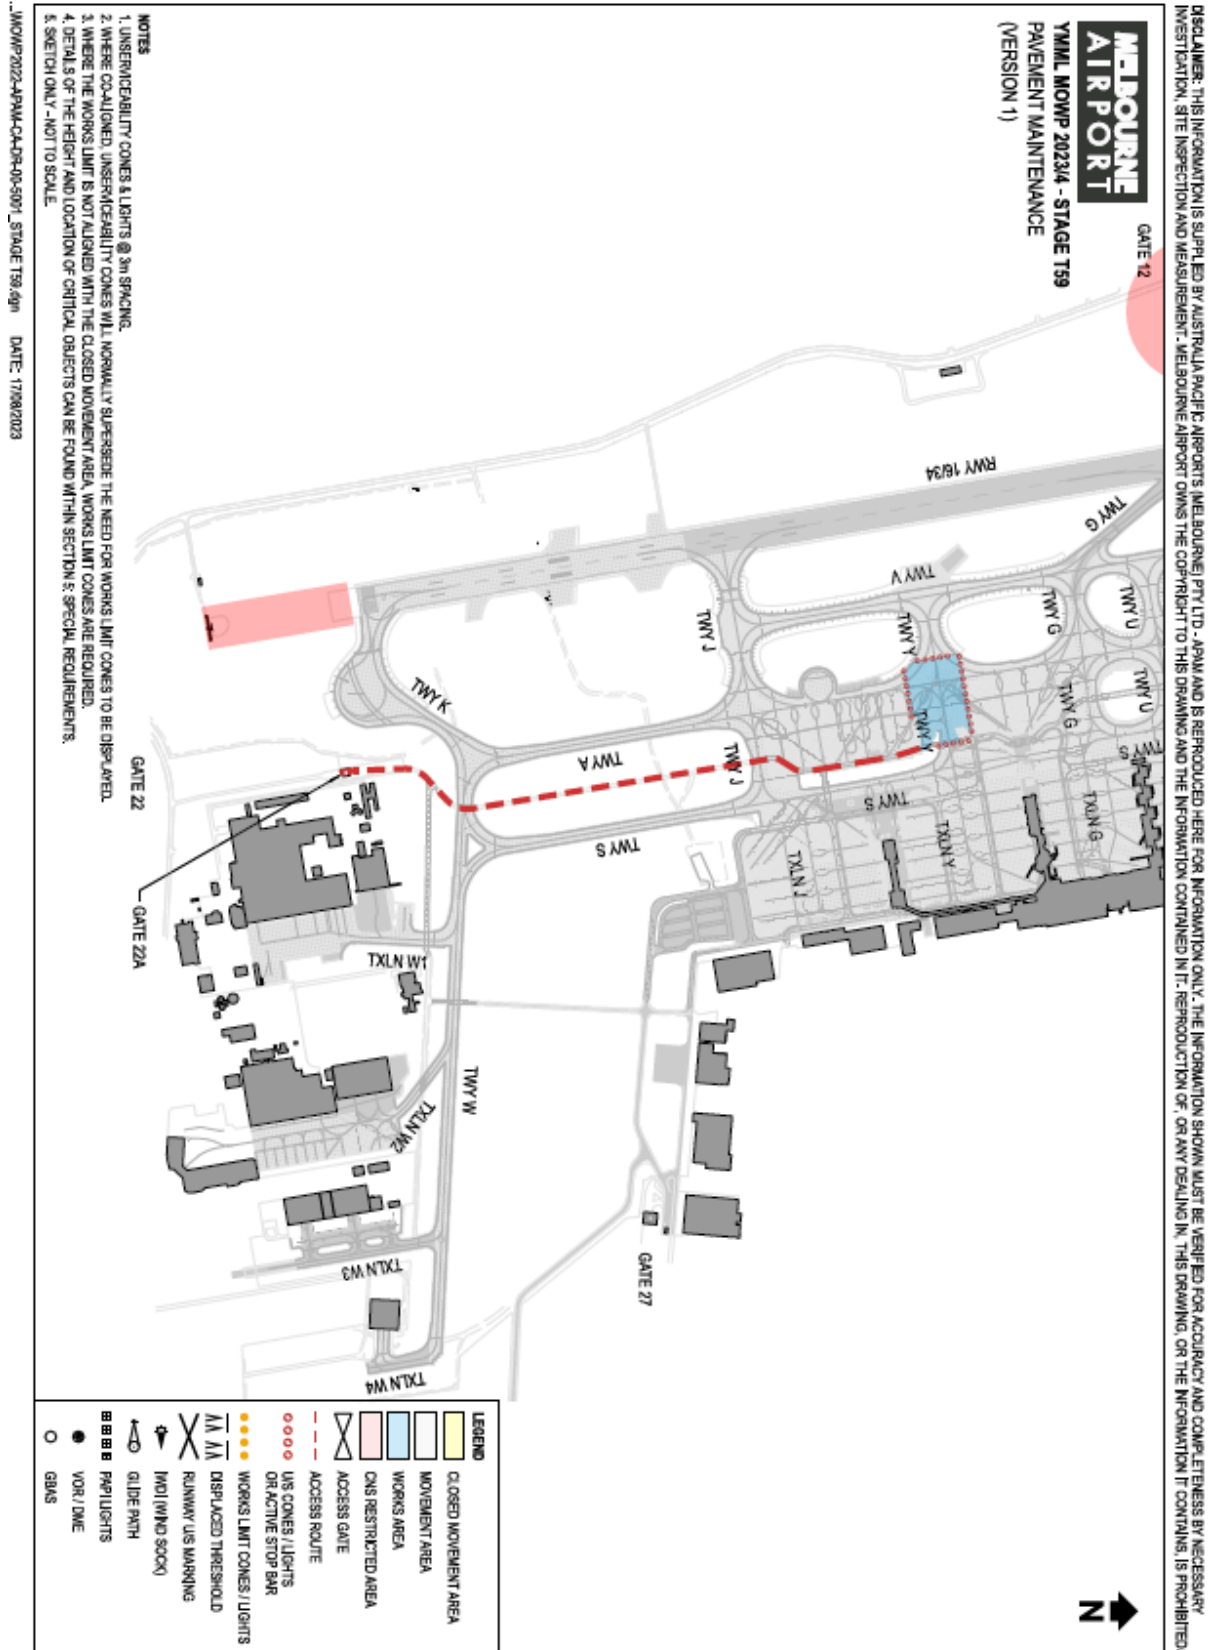 DISCLAIMER: THIS INFORMATION IS SUPPLIED BY AUSTRALIA PACIFIC AIRPORTS (MELBOURNE) PTY LTD - APAM AND IS REPRODUCED HERE FOR INFORMATION ONLY. THE INFORMATION SHOWN MUST BE VERIFIED FOR ACCURACY AND COMPLETENESS BY NECESSARY
INVESTIGATION, SITE INSPECTION AND MEASUREMENT. MELBOURNE AIRPORT OWNS THE COPYRIGHT TO THIS DRAWING AND THE INFORMATION CONTAINED IN IT. REPRODUCTION OF, OR ANY DEALING IN, THIS DRAWING, OR THE INFORMATION IT CONTAINS, IS PROHIBITED.
MELBOURNE
AIRPORT
YMML MOWP 2023/4 - STAGE T59
PAVEMENT MAINTENANCE
(VERSION 1)
GATE 12
RWY 16/34
TWY G
TWY V
TWY U
TWY G
TWY Y
TWY J
TWY U
TWY G
TWY Y
TWY K
TWY S
TWY J
TWY A
TWY S
TWY S
TXLN G
TXLN Y
TXLN J
GATE 22
GATE 22A
TXLN W1
TWY W
TXLN W2
GATE 27
TXLN W3
TXLN W4
NOTES
1. UNSERVICEABILITY CONES & LIGHTS @ 3m SPACING.
2. WHERE CO-ALIGNED, UNSERVICEABILITY CONES WILL NORMALLY SUPERSEDE THE NEED FOR WORKS LIMIT CONES TO BE DISPLAYED.
3. WHERE THE WORKS LIMIT IS NOT ALIGNED WITH THE CLOSED MOVEMENT AREA, WORKS LIMIT CONES ARE REQUIRED.
4. DETAILS OF THE HEIGHT AND LOCATION OF CRITICAL OBJECTS CAN BE FOUND WITHIN SECTION 5: SPECIAL REQUIREMENTS.
5. SKETCH ONLY - NOT TO SCALE.
LEGEND
CLOSED MOVEMENT AREA
MOVEMENT AREA
WORKS AREA
CNS RESTRICTED AREA
ACCESS GATE
ACCESS ROUTE
U/S CONES / LIGHTS
OR ACTIVE STOP BAR
WORKS LIMIT CONES / LIGHTS
DISPLACED THRESHOLD
RUNWAY U/S MARKING
IWDI (WIND SOCK)
GLIDE PATH
PAPI LIGHTS
VOR / DME
GBAS
N
...\MOWP2022-APAM-CA-DR-00-5001_STAGE T59.dgn DATE: 17/08/2023